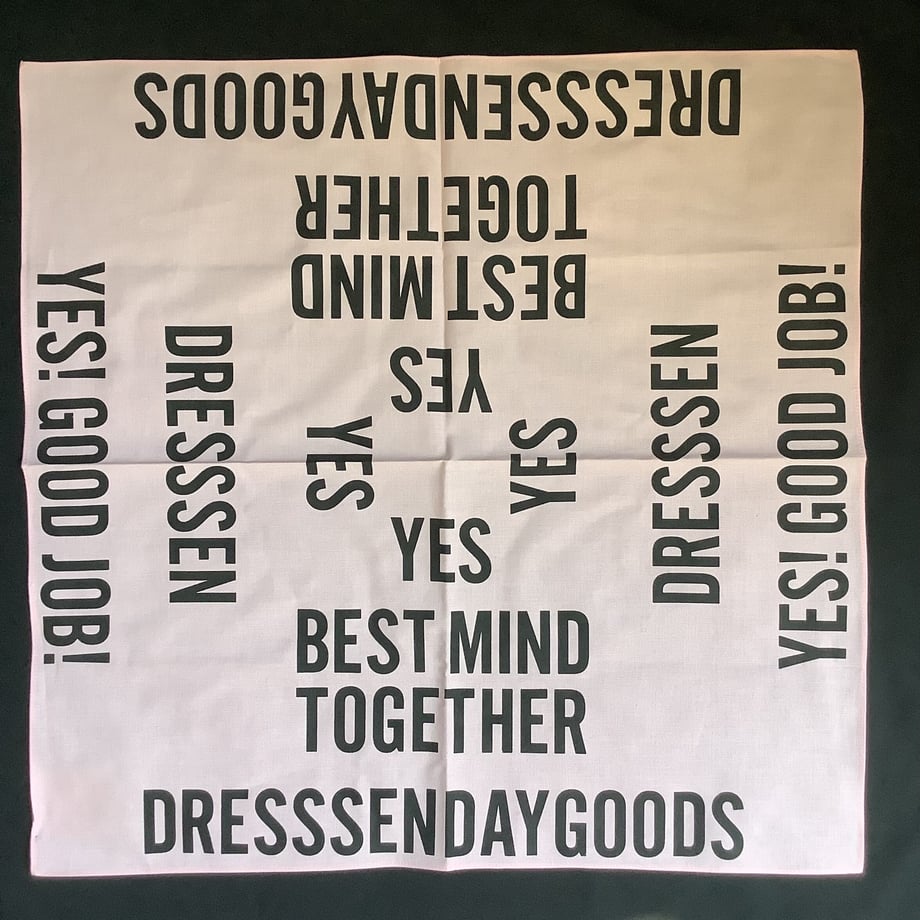 DRESSSENDAYGOODS
TOGETHER
BEST MIND
YES
YES! GOOD JOB!
DRESSSEN
YES
YES
DRESSSEN
YES! GOOD JOB!
YES
BEST MIND
TOGETHER
DRESSSENDAYGOODS